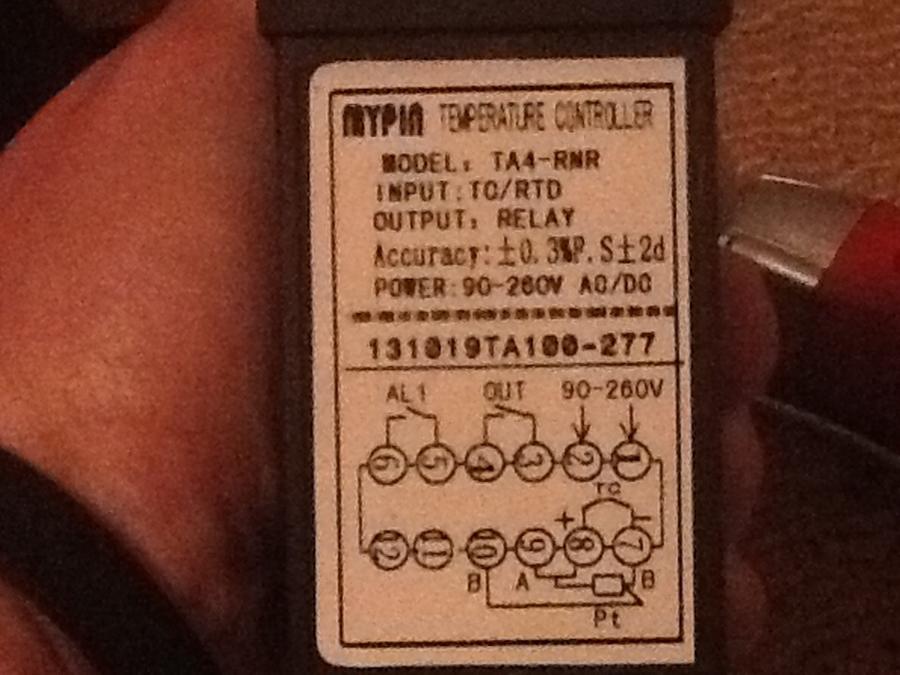 MYPIN TEMPERATURE CONTROLLER
MODEL: TA4-RNR
INPUT:TC/RTD
OUTPUT: RELAY
Accuracy:±0.3%F.S±2d
POWER:90-260V AC/DC
131019TA100-277
AL1 OUT 90-260V
6 5 4 3 2 1
TC
+ −
12 11 10 9 8 7
B A B
Pt